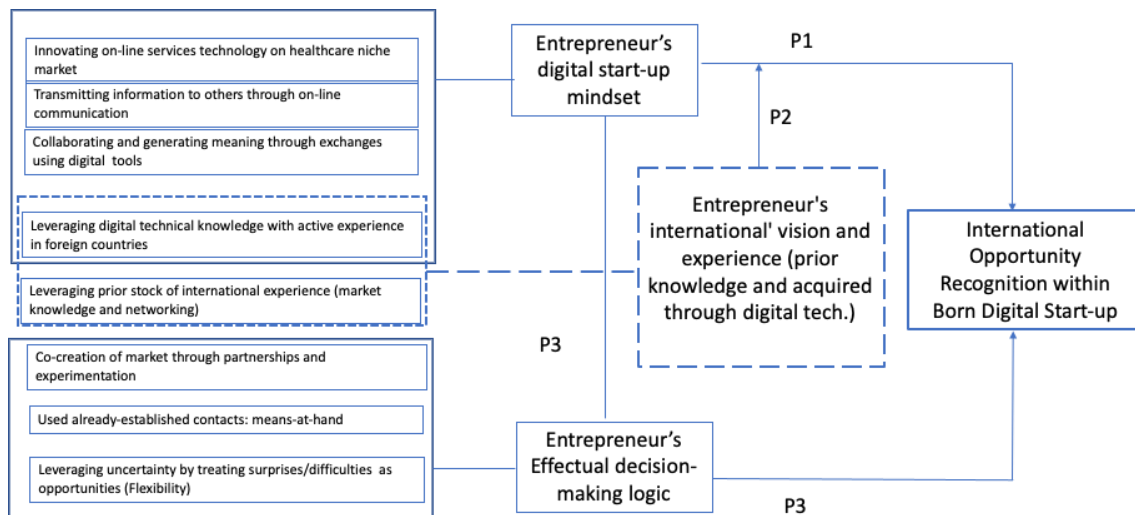 Innovating on-line services technology on healthcare niche
market
Transmitting information to others through on-line
communication
Collaborating and generating meaning through exchanges
using digital tools
Leveraging digital technical knowledge with active experience
in foreign countries
Leveraging prior stock of international experience (market
knowledge and networking)
Co-creation of market through partnerships and
experimentation
Used already-established contacts: means-at-hand
Leveraging uncertainty by treating surprises/difficulties as
opportunities (Flexibility)
Entrepreneur’s
digital start-up
mindset
P1
P2
Entrepreneur's
international' vision and
experience (prior
knowledge and acquired
through digital tech.)
P3
Entrepreneur’s
Effectual decision-
making logic
P3
International
Opportunity
Recognition within
Born Digital Start-up